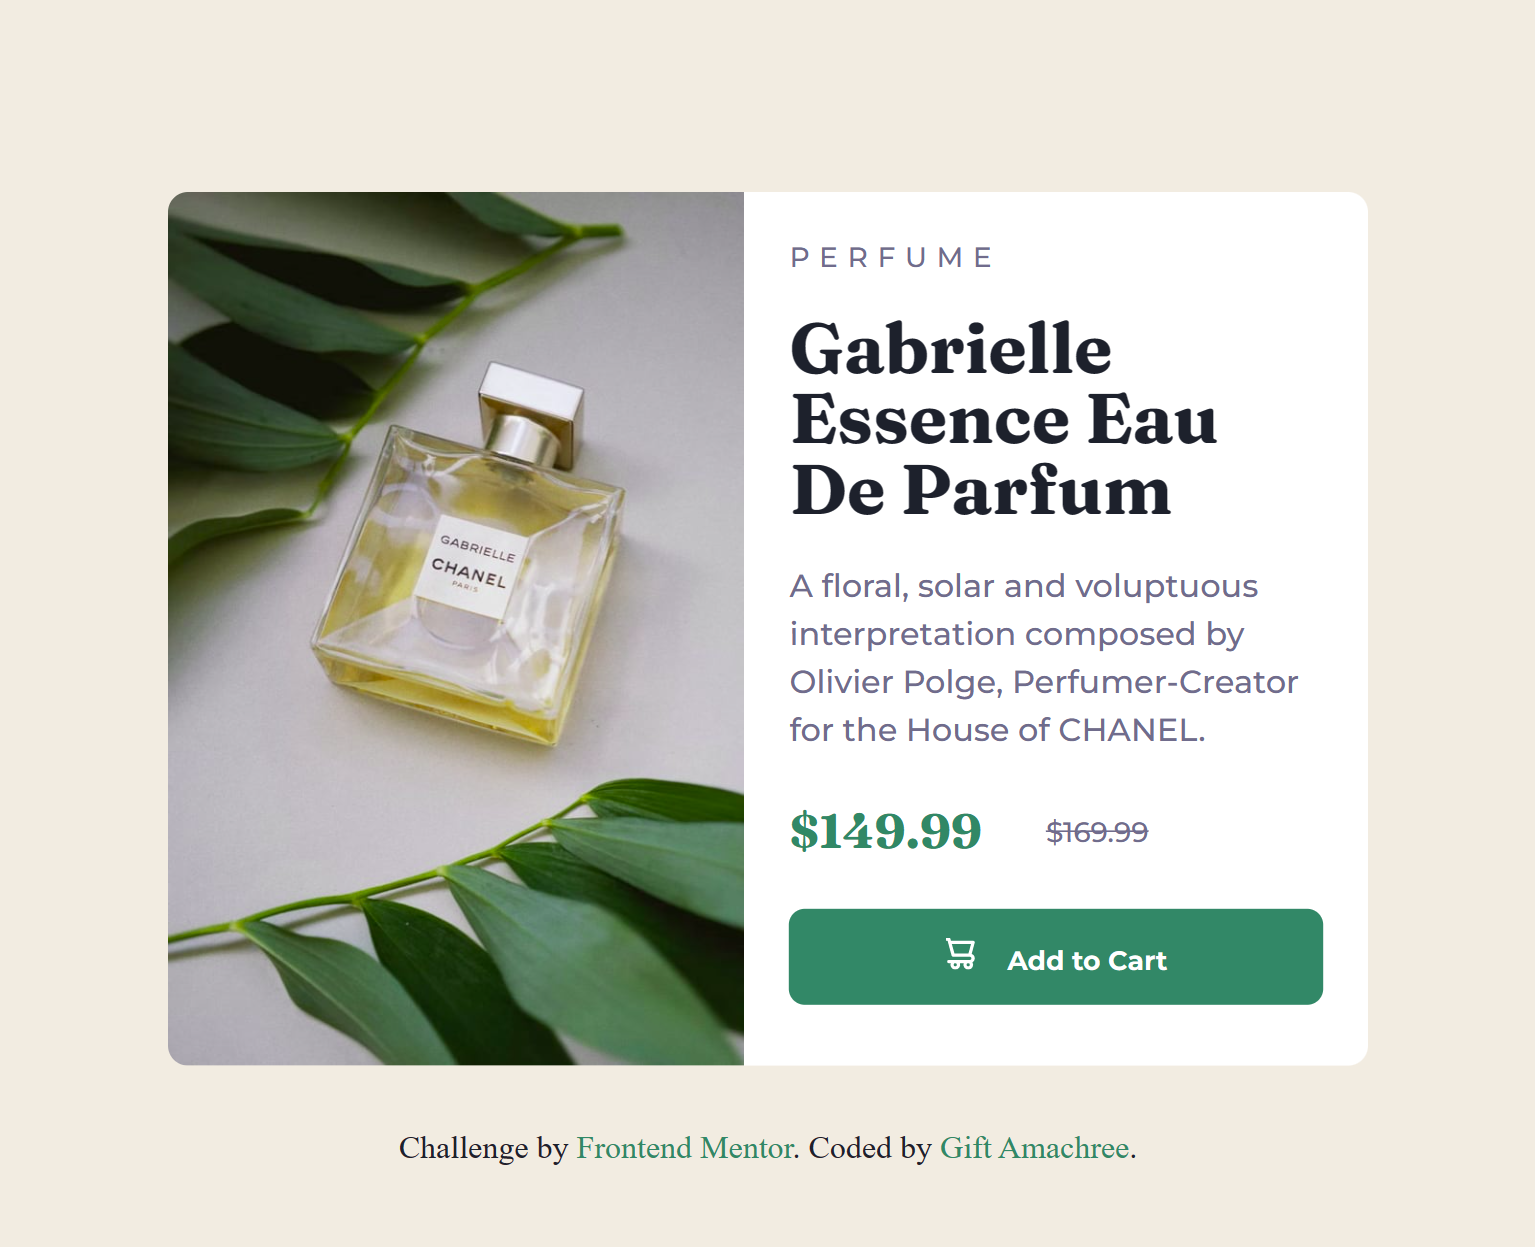 GABRIELLE
CHANEL
PARIS
PERFUME
Gabrielle
Essence Eau
De Parfum
A floral, solar and voluptuous
interpretation composed by
Olivier Polge, Perfumer-Creator
for the House of CHANEL.
$149.99 $169.99
Add to Cart
Challenge by Frontend Mentor. Coded by Gift Amachree.